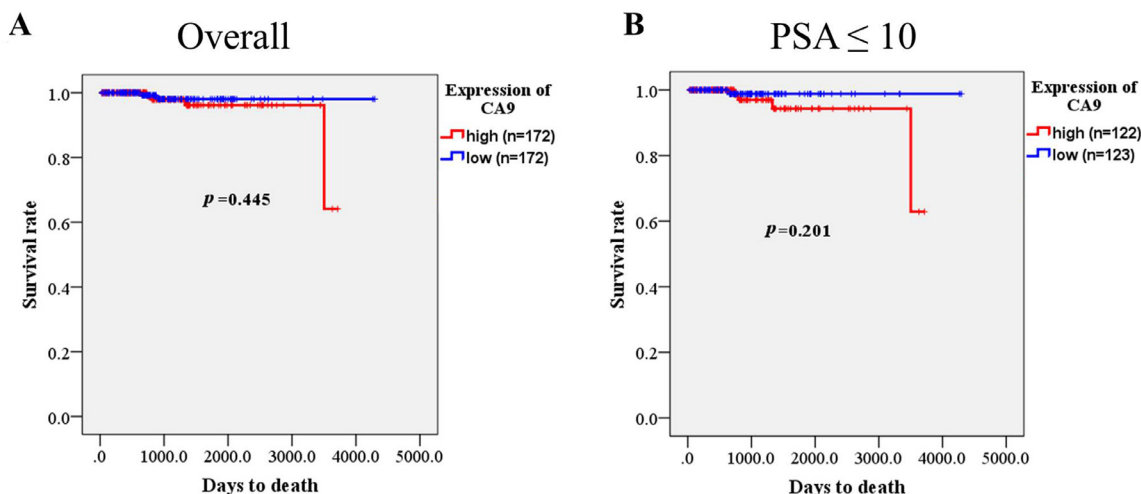 A
Overall
1.0
0.8
0.6
0.4
0.2
0.0
Survival rate
p=0.445
.0 1000.0 2000.0 3000.0 4000.0 5000.0
Days to death
Expression of
CA9
high (n=172)
low (n=172)
B
PSA ≤ 10
1.0
0.8
0.6
0.4
0.2
0.0
Survival rate
p=0.201
.0 1000.0 2000.0 3000.0 4000.0 5000.0
Days to death
Expression of
CA9
high (n=122)
low (n=123)